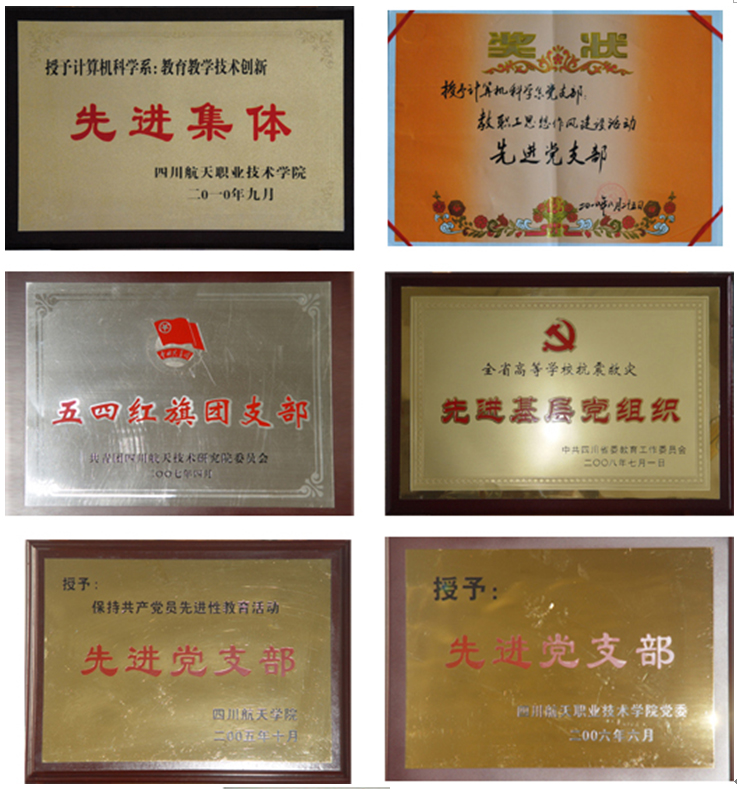 授予计算机科学系:教育教学技术创新
先进集体
四川航天职业技术学院
二〇一〇年九月
奖状
授予计算机科学系党支部:
教职工思想作风建设活动
先进党支部
五四红旗团支部
共青团四川航天技术研究院委员会
二〇〇七年四月
全省高等学校抗震救灾
先进基层党组织
中共四川省委教育工作委员会
二〇〇八年七月一日
授予:
保持共产党员先进性教育活动
先进党支部
四川航天学院
二〇〇五年十月
授予:
先进党支部
四川航天职业技术学院党委
二〇〇六年六月